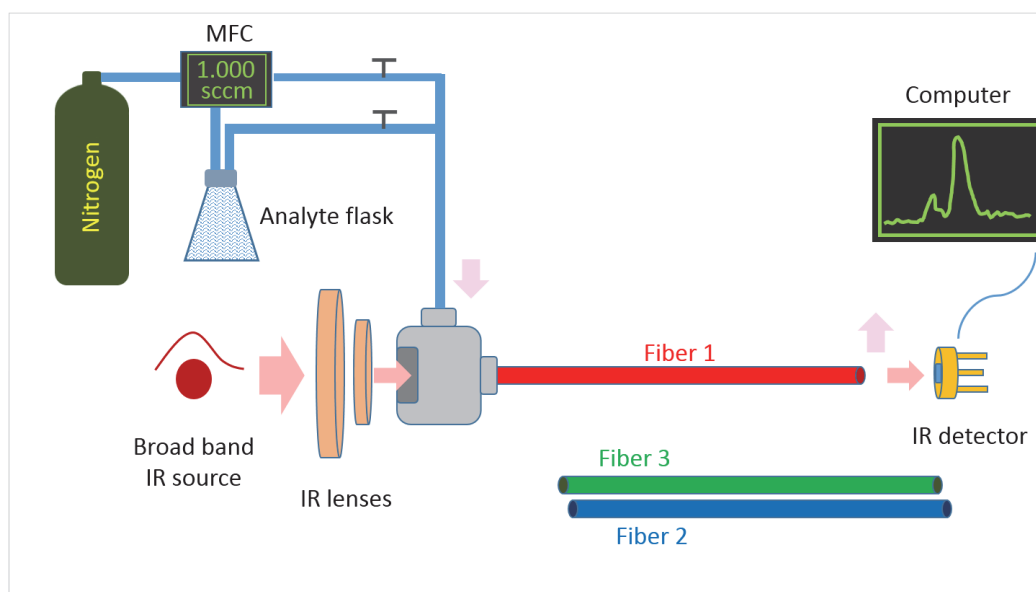 MFC
1.000
sccm
Nitrogen
Analyte flask
Computer
Fiber 1
Broad band
IR source
IR lenses
IR detector
Fiber 3
Fiber 2